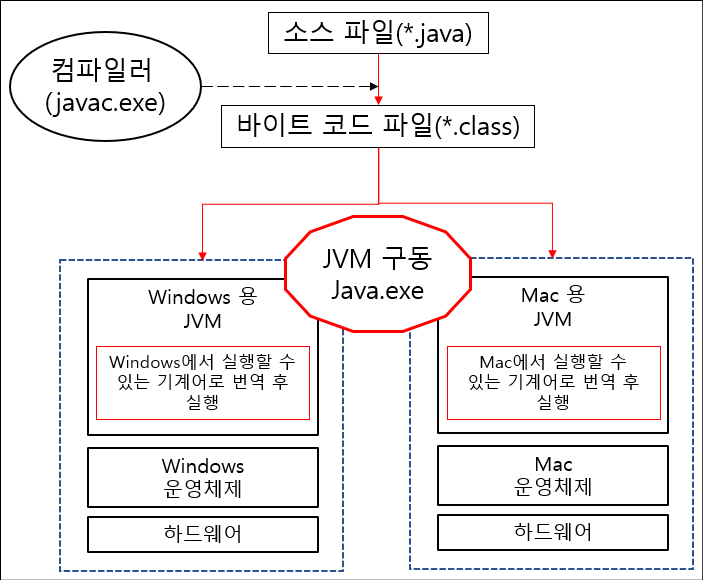 소스 파일(*.java)
컴파일러
(javac.exe)
바이트 코드 파일(*.class)
JVM 구동
Java.exe
Windows 용
JVM
Windows에서 실행할 수
있는 기계어로 번역 후
실행
Windows
운영체제
하드웨어
Mac 용
JVM
Mac에서 실행할 수
있는 기계어로 번역 후
실행
Mac
운영체제
하드웨어